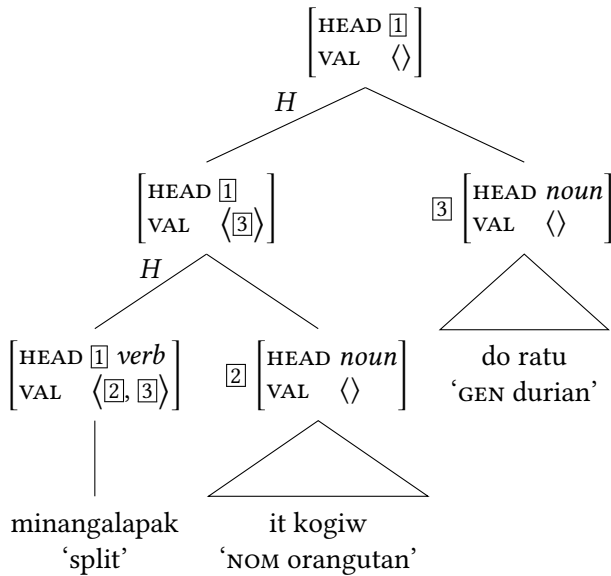 [HEAD [1]
VAL ⟨⟩]
H
[HEAD [1]
VAL ⟨[3]⟩]
[3] [HEAD noun
VAL ⟨⟩]
H
[HEAD [1] verb
VAL ⟨[2], [3]⟩]
[2] [HEAD noun
VAL ⟨⟩]
do ratu
‘GEN durian’
minangalapak
‘split’
it kogiw
‘NOM orangutan’